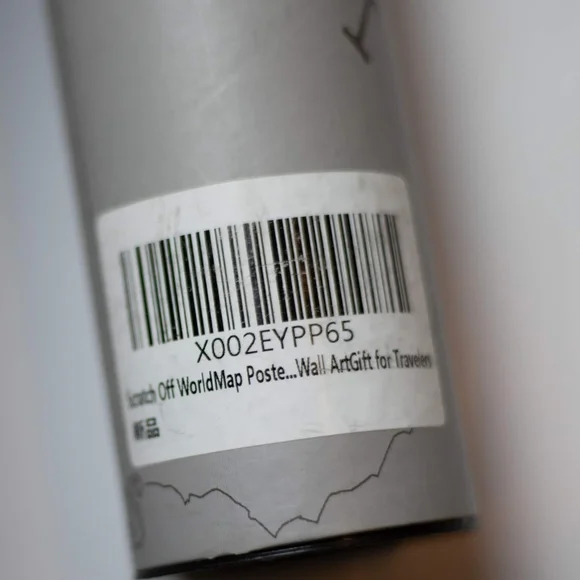 X002EYPP65
Scratch Off WorldMap Poste...Wall ArtGift for Travelers
新品